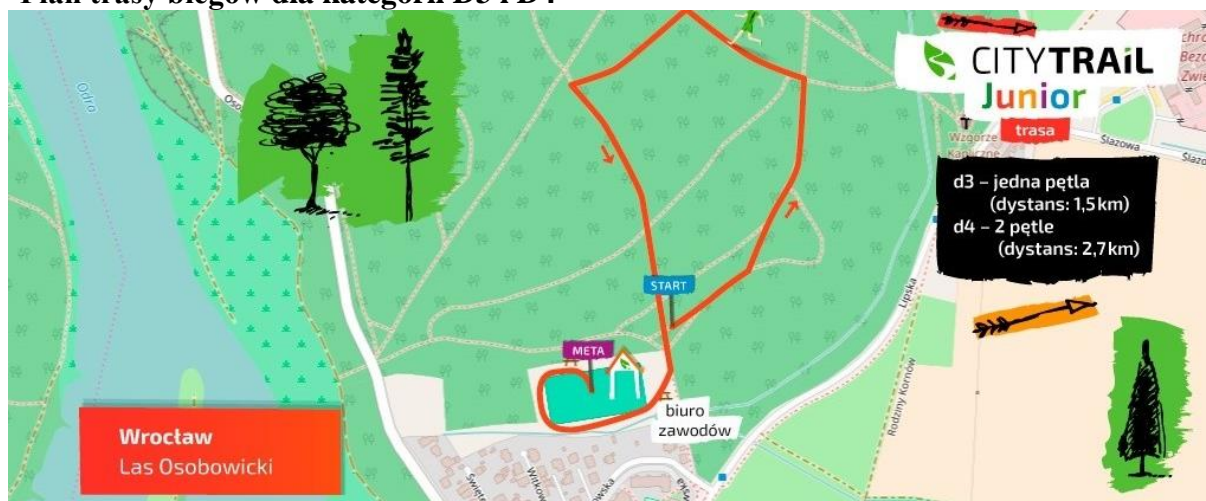 Plan trasy biegów dla kategorii D3 i D4
CITYTRAiL
Junior
trasa
d3 – jedna pętla
(dystans: 1,5km)
d4 – 2 pętle
(dystans: 2,7km)
Odra
Wzgórze
Kapliczne
Ślazowa
START
META
Lipska
Rodziny Kornów
biuro
zawodów
Wrocław
Las Osobowicki